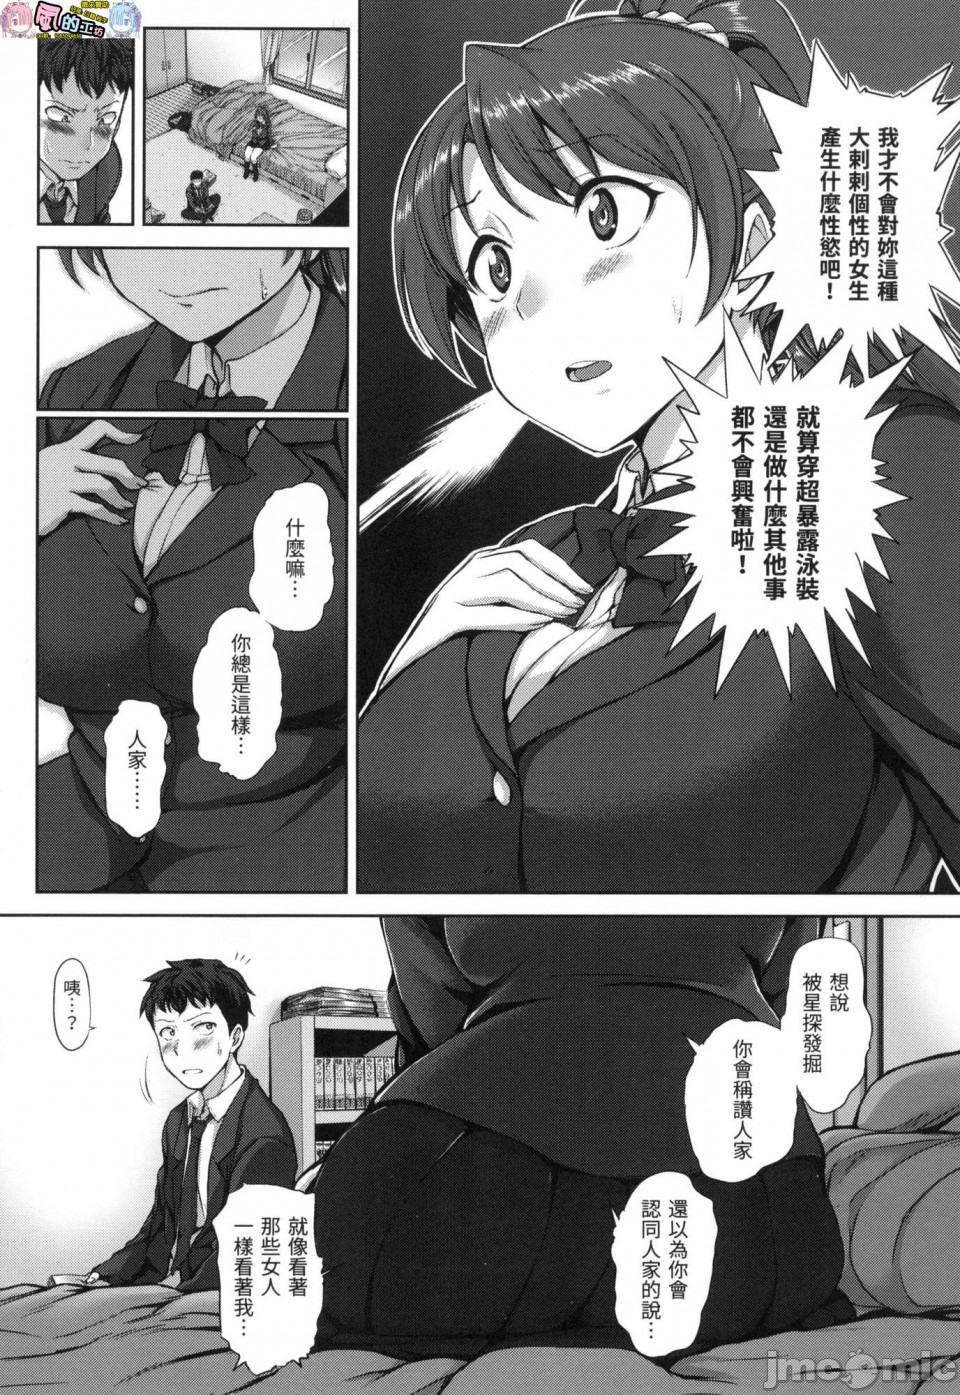 風的工坊
我才不會對妳這種
大剌剌個性的女生
產生什麼性慾吧！
就算穿超暴露泳裝
還是做什麼其他事
都不會興奮啦！
什麼嘛…
你總是這樣…
人家……
想說
被星探發掘
你會稱讚人家
還以為你會
認同人家的說…
就像看著
那些女人
一樣看著我…
咦…？
jmcomic